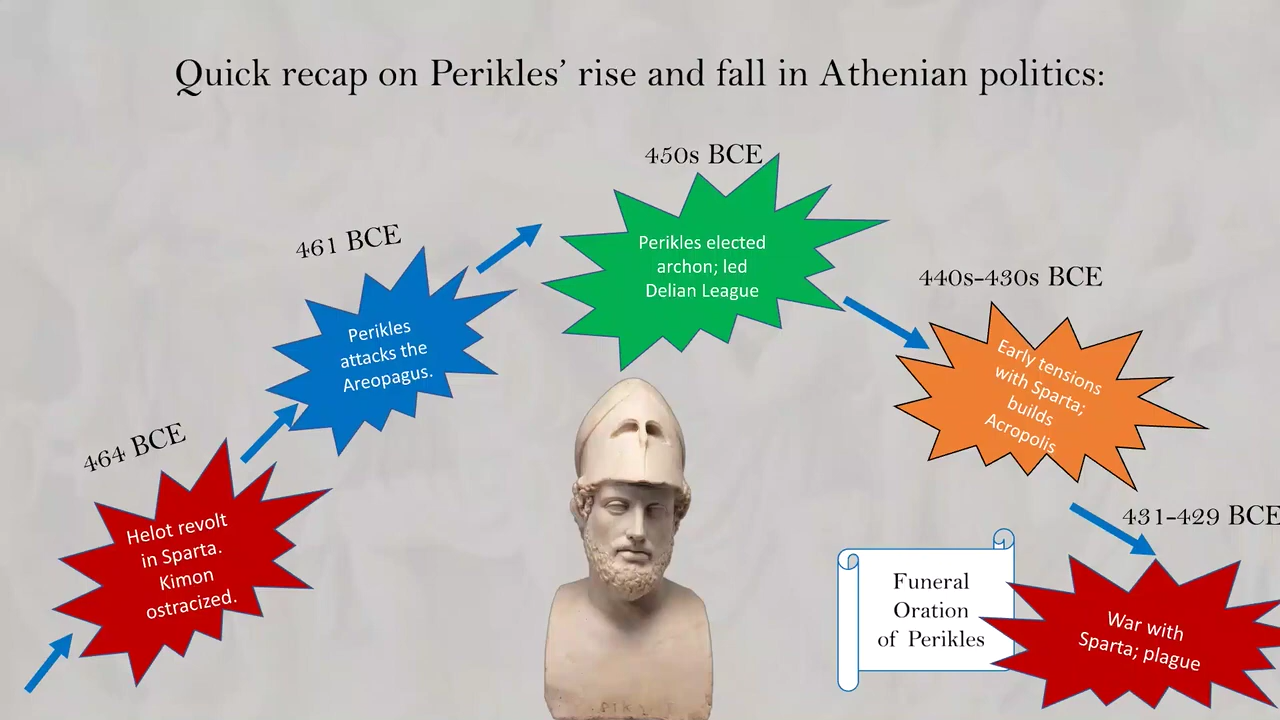 Quick recap on Perikles’ rise and fall in Athenian politics:
464 BCE
Helot revolt
in Sparta.
Kimon
ostracized.
461 BCE
Perikles
attacks the
Areopagus.
450s BCE
Perikles elected
archon; led
Delian League
440s-430s BCE
Early tensions
with Sparta;
builds
Acropolis
431-429 BCE
War with
Sparta; plague
Funeral
Oration
of Perikles